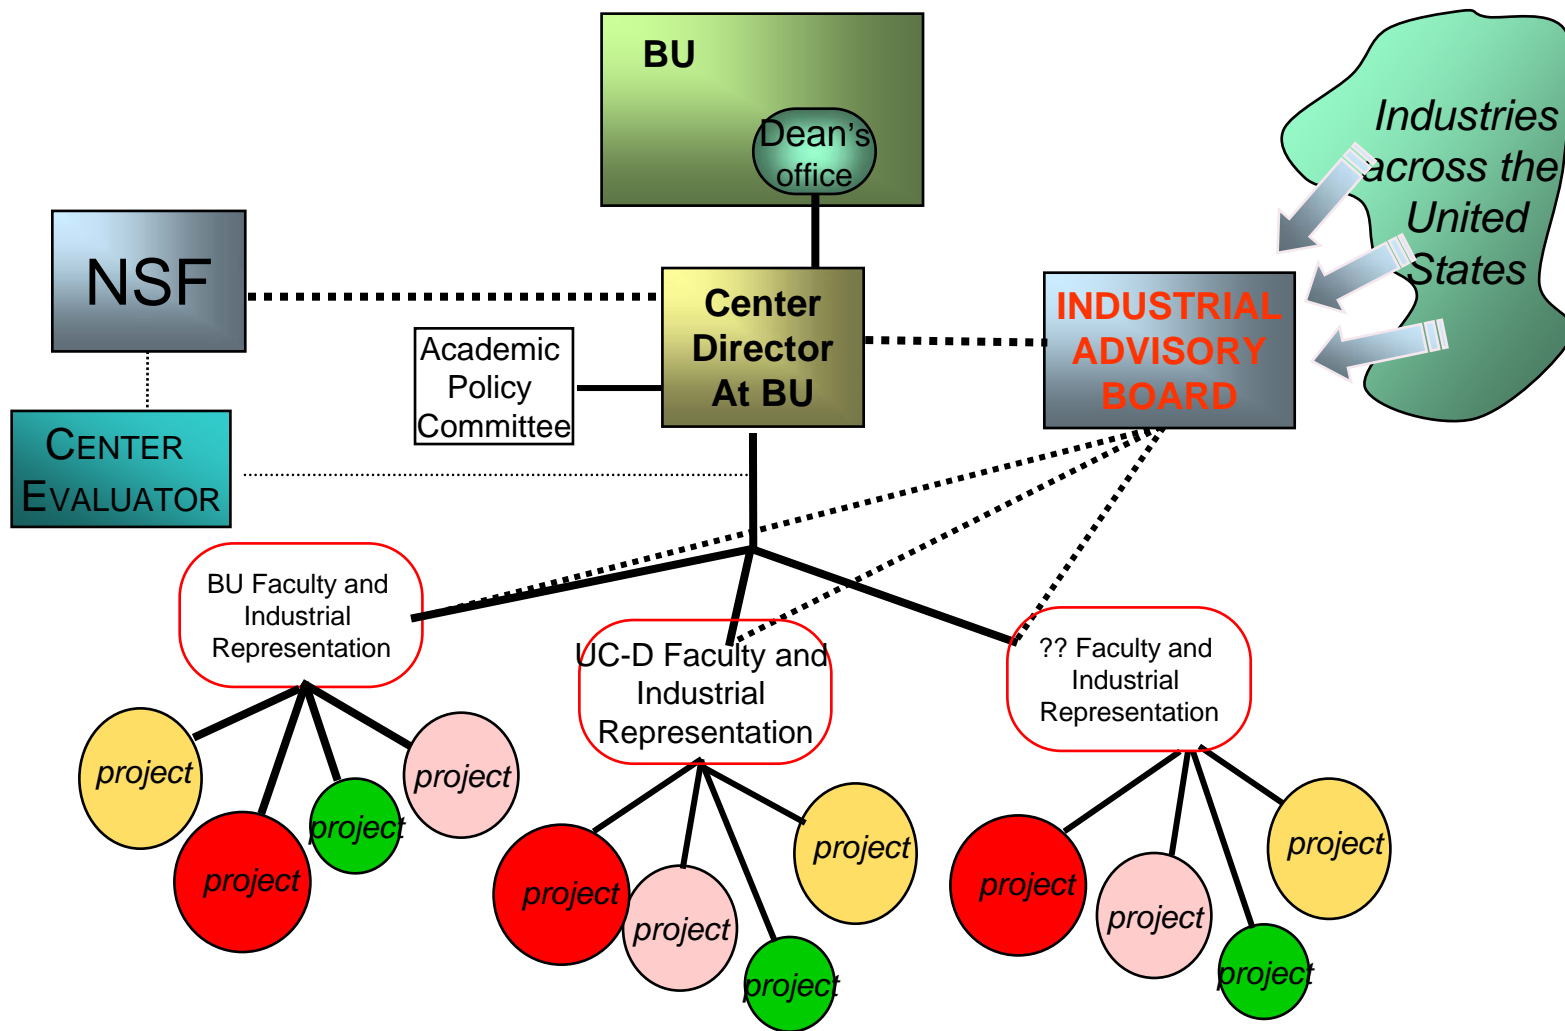 BU
Dean's
office
Industries
across the
United
States
NSF
Center
Director
At BU
INDUSTRIAL
ADVISORY
BOARD
Academic
Policy
Committee
CENTER
EVALUATOR
BU Faculty and
Industrial
Representation
UC-D Faculty and
Industrial
Representation
?? Faculty and
Industrial
Representation
project
project
project
project
project
project
project
project
project
project
project
project